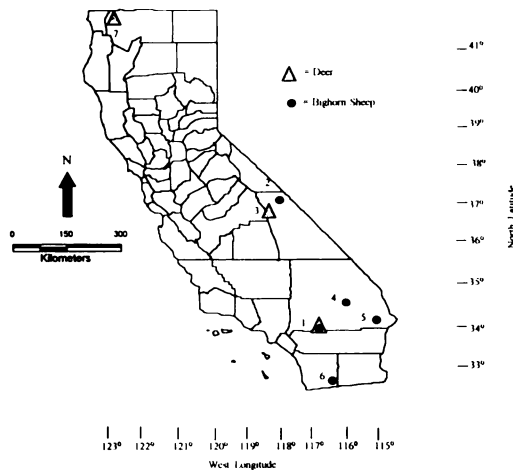 7
41°
= Deer
40°
= Bighorn Sheep
39°
N
38°
2
37°
3
36°
0 150 300
Kilometers
North Latitude
35°
4
5
1
34°
6
33°
123° 122° 121° 120° 119° 118° 117° 116° 115°
West Longitude